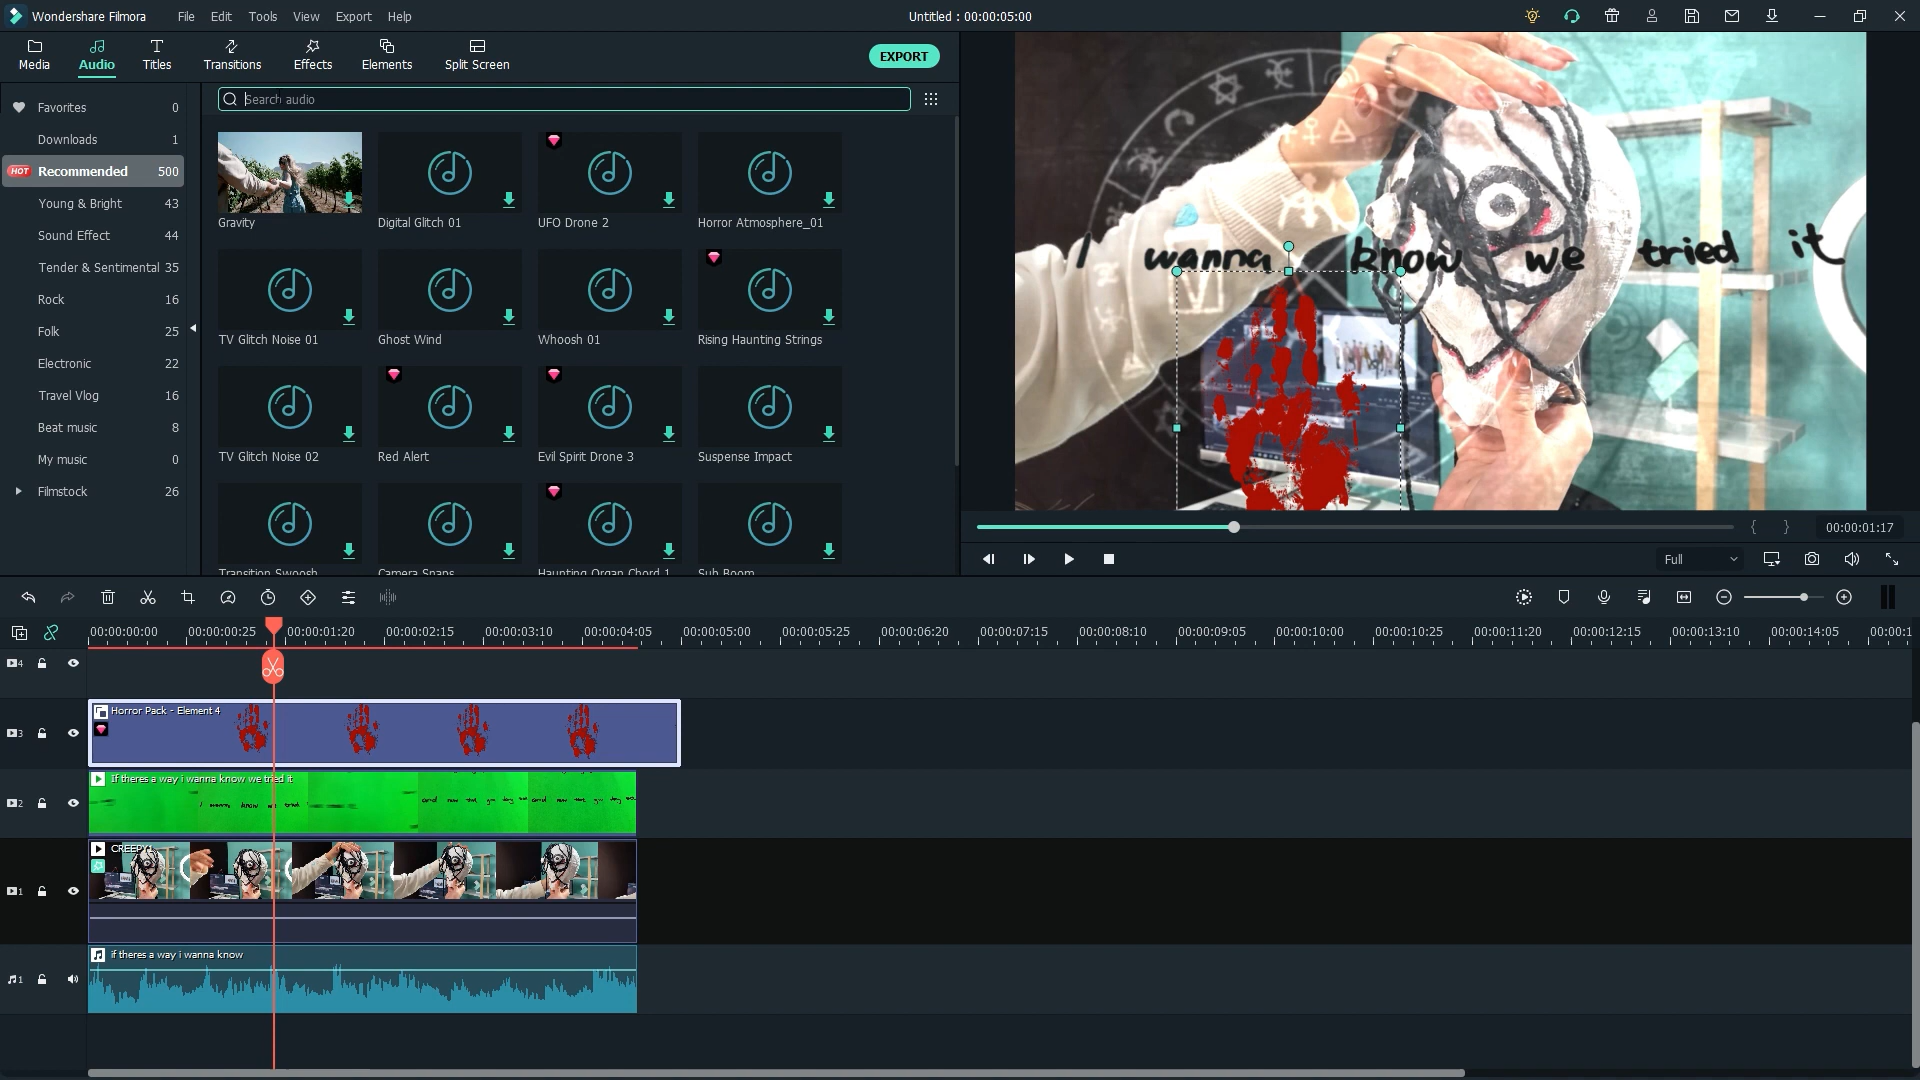 Wondershare Filmora File Edit Tools View Export Help Untitled : 00:00:05:00
Media Audio Titles Transitions Effects Elements Split Screen EXPORT
Search audio
Favorites 0
Downloads 1
HOT Recommended 500
Young & Bright 43
Sound Effect 44
Tender & Sentimental 35
Rock 16
Folk 25
Electronic 22
Travel Vlog 16
Beat music 8
My music 0
Filmstock 26
Gravity Digital Glitch 01 UFO Drone 2 Horror Atmosphere_01
TV Glitch Noise 01 Ghost Wind Whoosh 01 Rising Haunting Strings
TV Glitch Noise 02 Red Alert Evil Spirit Drone 3 Suspense Impact
Transition Swoosh Camera Snaps Haunting Organ Chord 1 Sub Boom
I wanna know we tried it
{ } 00:00:01:17
Full
00:00:00:00 00:00:00:25 00:00:01:20 00:00:02:15 00:00:03:10 00:00:04:05 00:00:05:00 00:00:05:25 00:00:06:20 00:00:07:15 00:00:08:10 00:00:09:05 00:00:10:00 00:00:10:25 00:00:11:20 00:00:12:15 00:00:13:10 00:00:14:05 00:00:1
4
3 Horror Pack - Element 4
2 If theres a way i wanna know we tried it
1 CREEPY1
1 if theres a way i wanna know